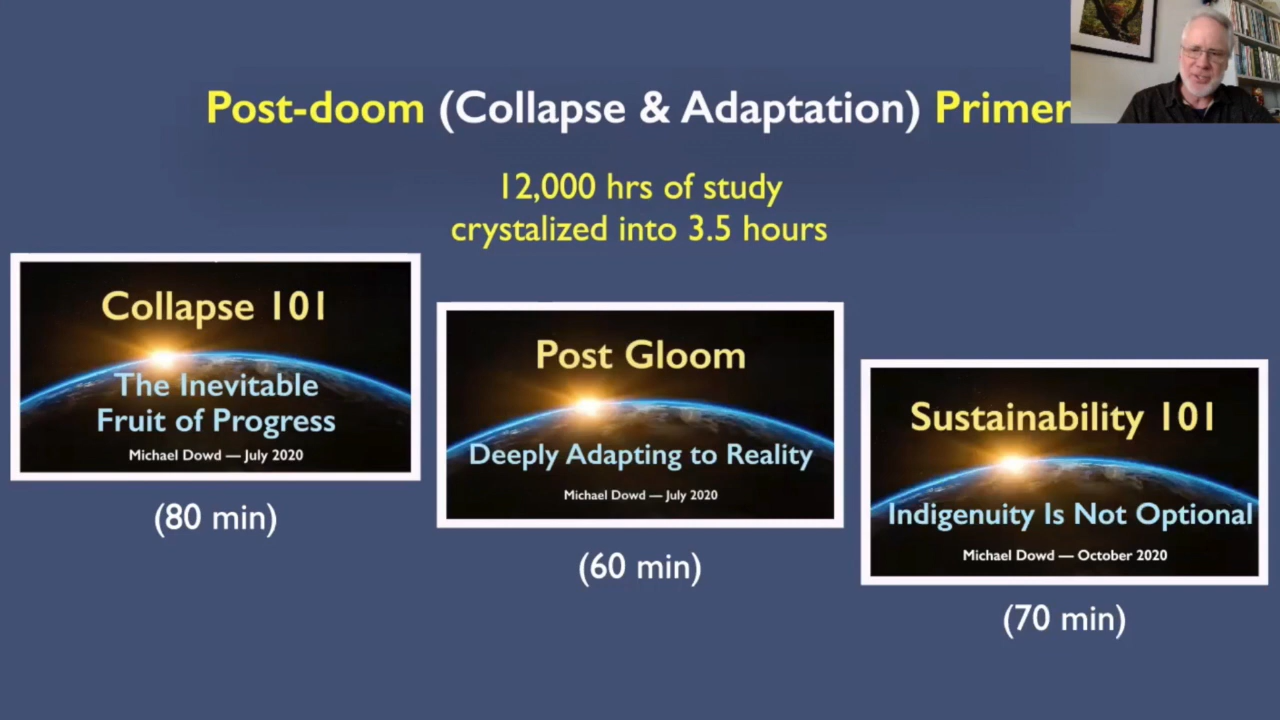 Post-doom (Collapse & Adaptation) Primer
12,000 hrs of study
crystalized into 3.5 hours
Collapse 101
The Inevitable
Fruit of Progress
Michael Dowd — July 2020
(80 min)
Post Gloom
Deeply Adapting to Reality
Michael Dowd — July 2020
(60 min)
Sustainability 101
Indigenuity Is Not Optional
Michael Dowd — October 2020
(70 min)